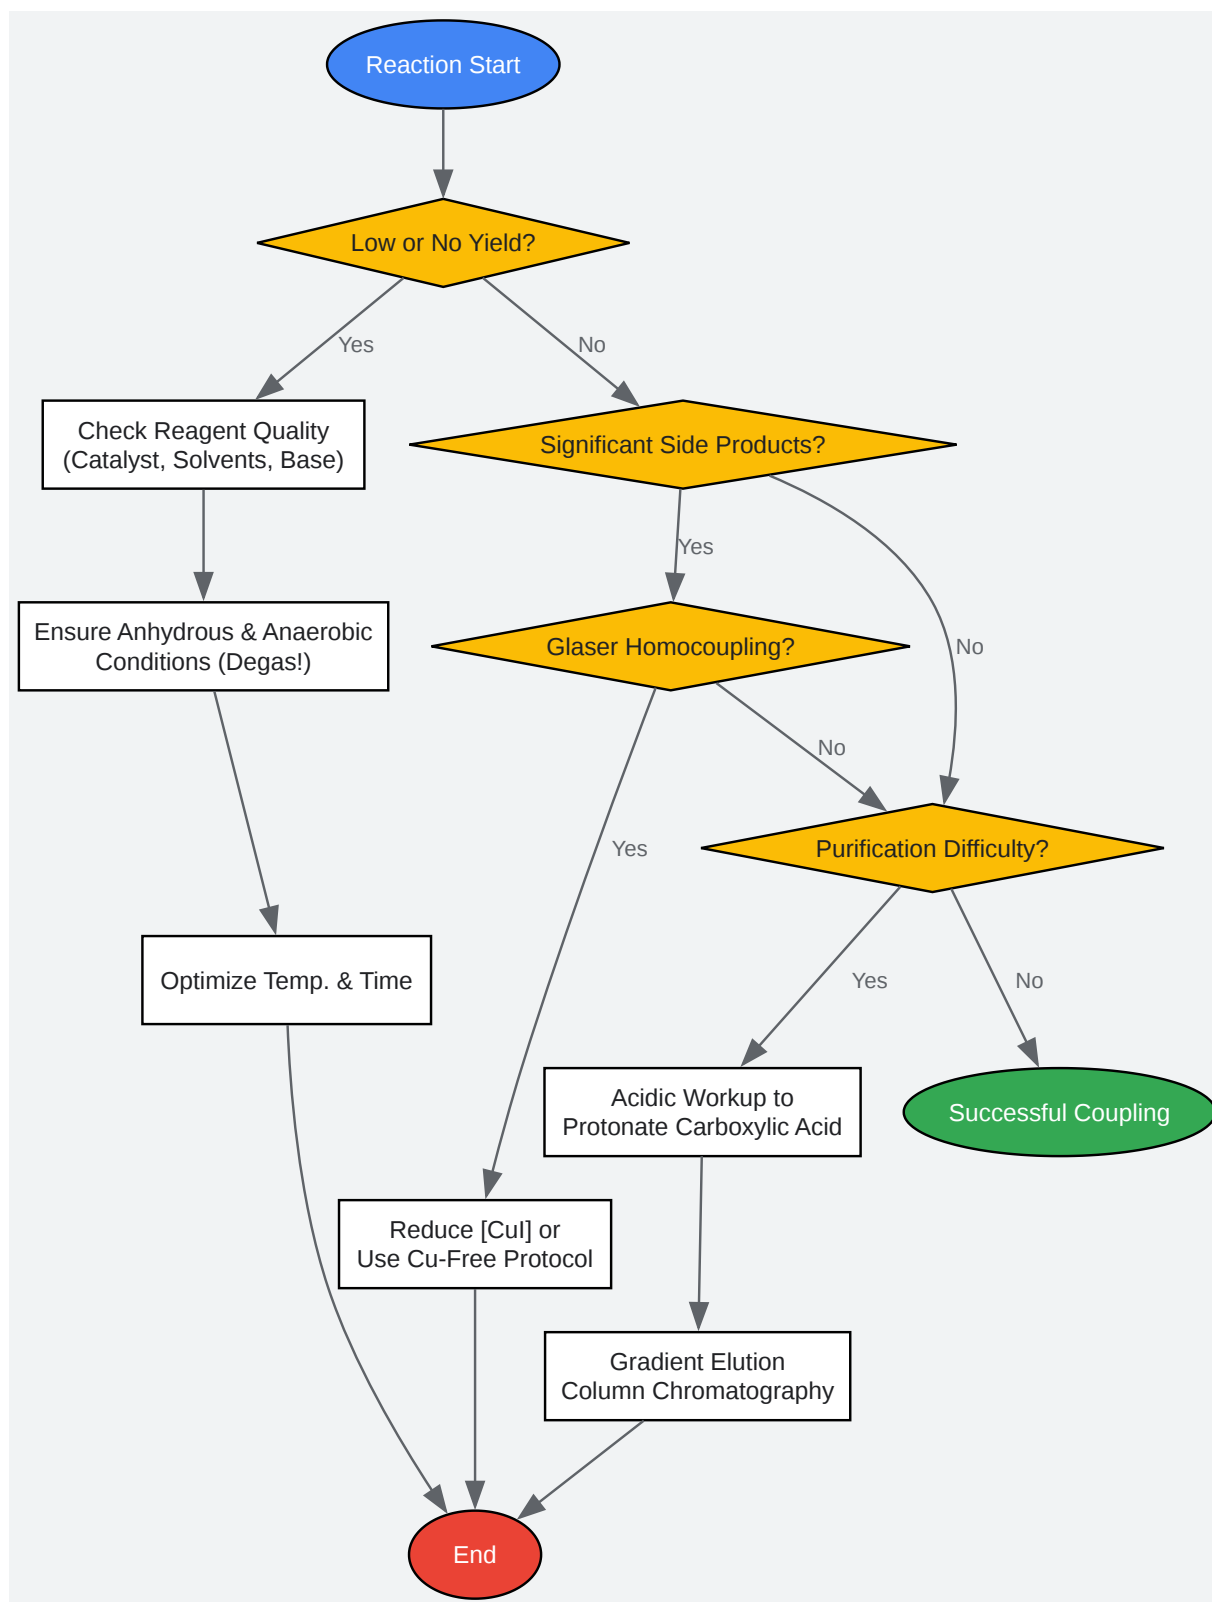 Reaction Start
Low or No Yield?
Yes
No
Check Reagent Quality
(Catalyst, Solvents, Base)
Significant Side Products?
Yes
No
Ensure Anhydrous & Anaerobic
Conditions (Degas!)
Glaser Homocoupling?
Yes
No
Purification Difficulty?
Yes
No
Optimize Temp. & Time
Acidic Workup to
Protonate Carboxylic Acid
Successful Coupling
Reduce [CuI] or
Use Cu-Free Protocol
Gradient Elution
Column Chromatography
End